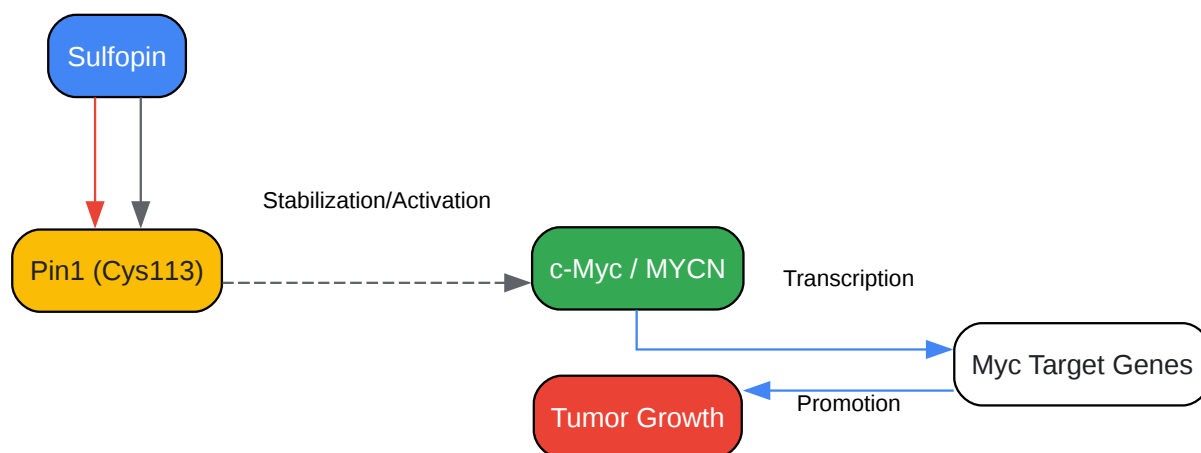 Sulfopin
Stabilization/Activation
Pin1 (Cys113)
c-Myc / MYCN
Transcription
Myc Target Genes
Promotion
Tumor Growth